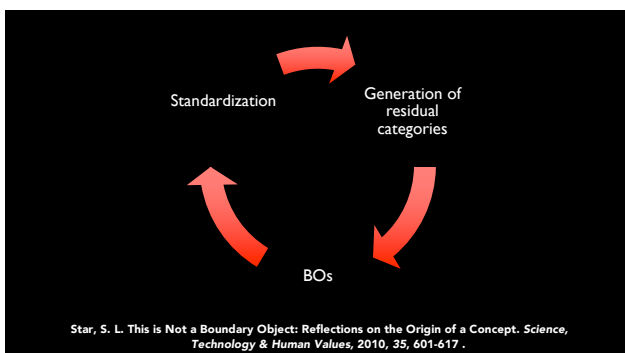 Standardization
Generation of
residual
categories
BOs
Star, S. L. This is Not a Boundary Object: Reflections on the Origin of a Concept. Science,
Technology & Human Values, 2010, 35, 601-617 .